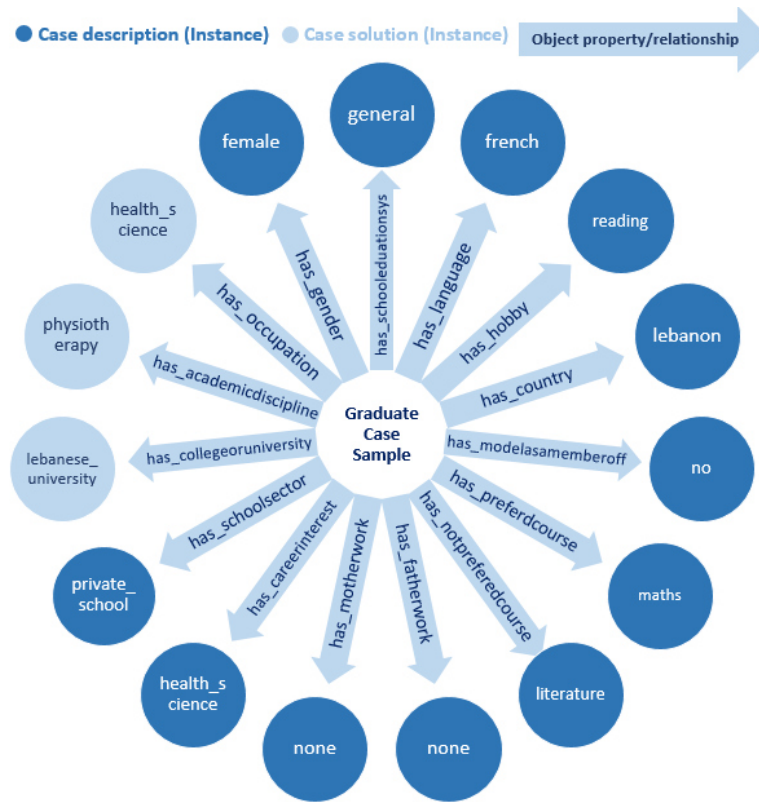 Case description (Instance)
Case solution (Instance)
Object property/relationship
general
french
reading
lebanon
no
maths
literature
none
none
health_s
cience
private_
school
lebanese_
university
physioth
erapy
health_s
cience
female
has_schooleduationsys
has_language
has_hobby
has_country
has_modelasamemberoff
has_preferdcourse
has_notpreferedcourse
has_fatherwork
has_motherwork
has_careerinterest
has_schoolsector
has_collegeoruniversity
has_academicdiscipline
has_occupation
has_gender
Graduate
Case
Sample